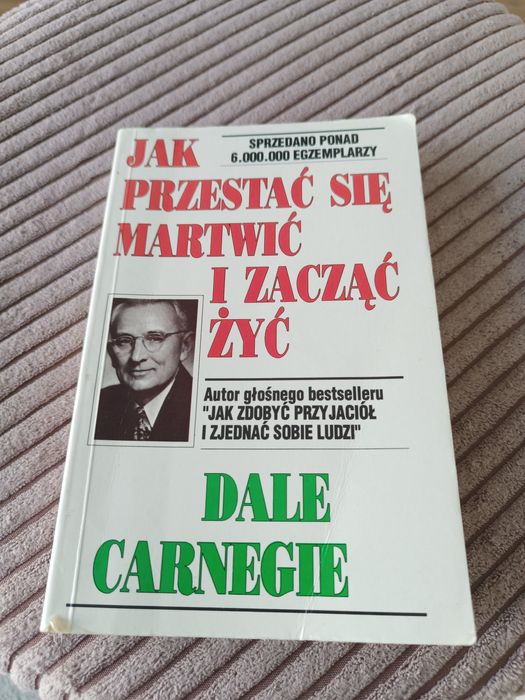 SPRZEDANO PONAD
6.000.000 EGZEMPLARZY
JAK
PRZESTAĆ SIĘ
MARTWIĆ
I ZACZĄĆ
ŻYĆ
Autor głośnego bestselleru
"JAK ZDOBYĆ PRZYJACIÓŁ
I ZJEDNAĆ SOBIE LUDZI"
DALE
CARNEGIE